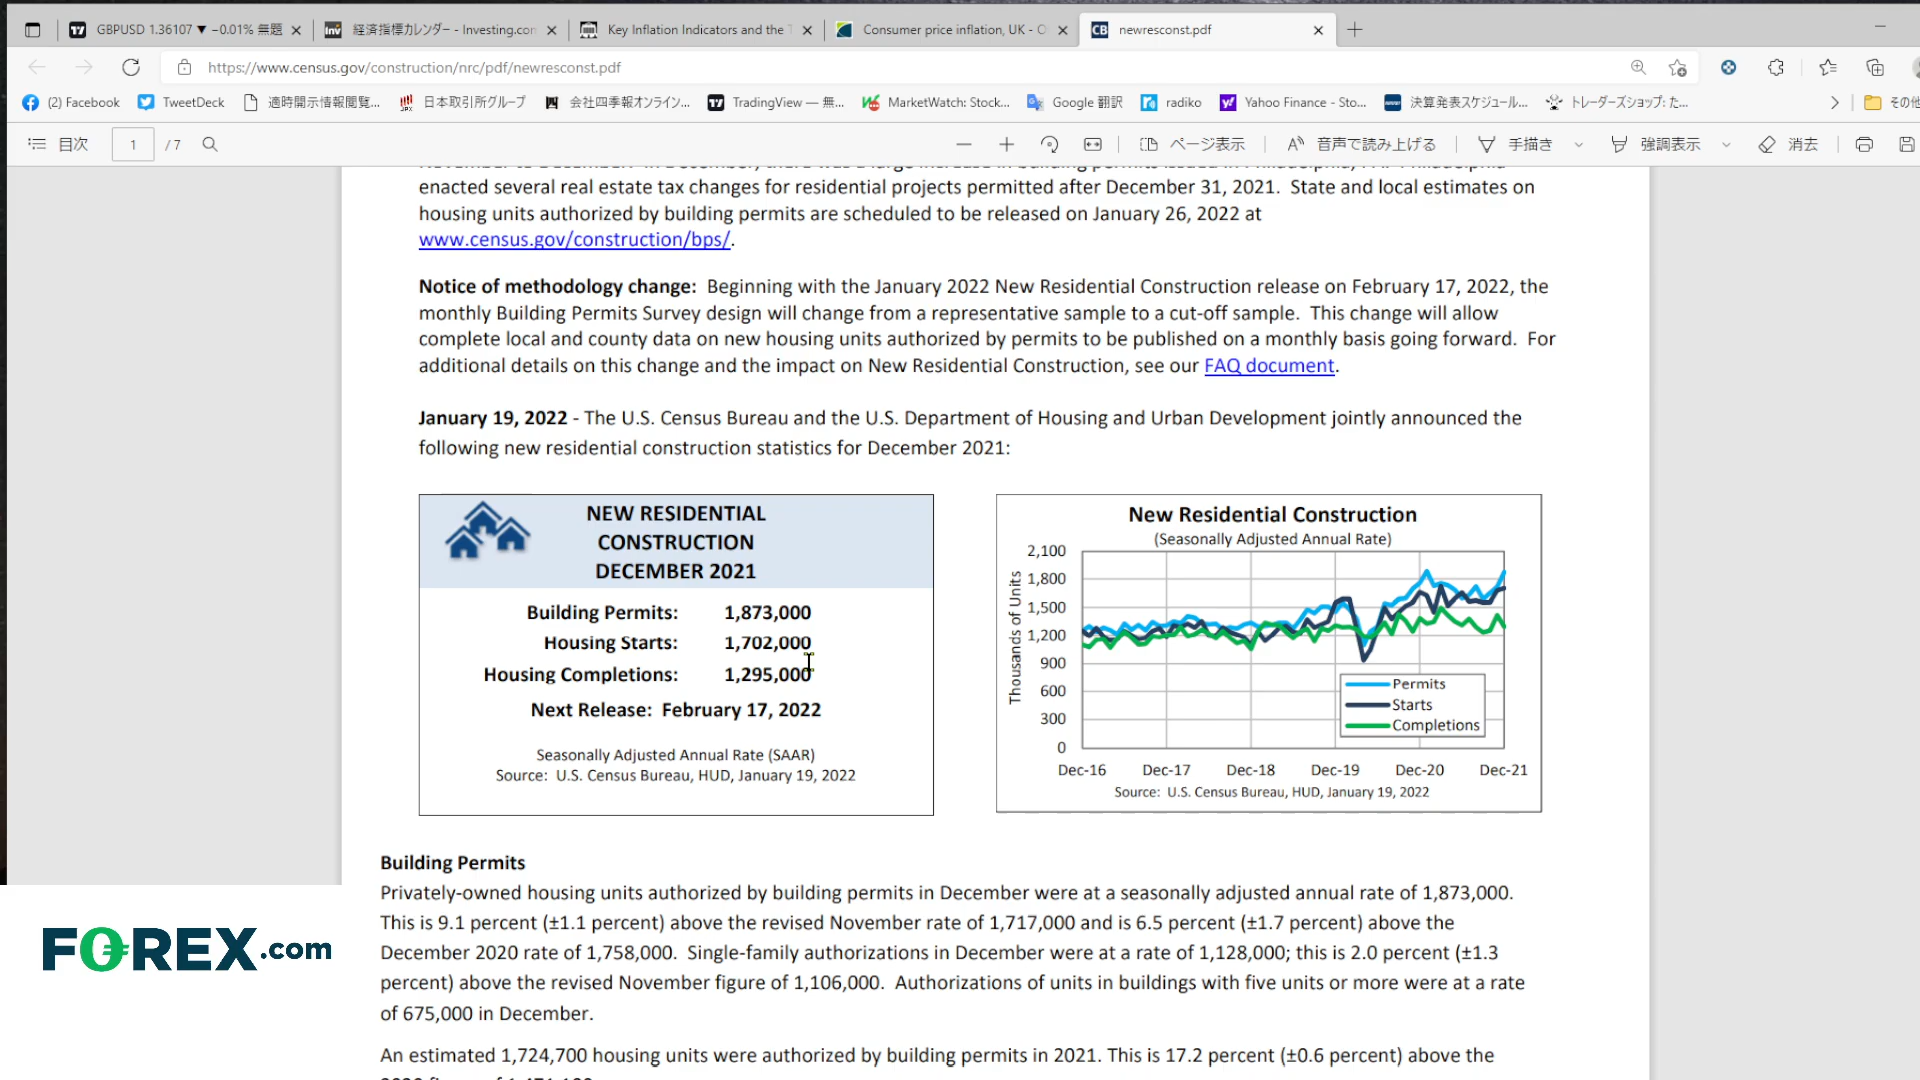 GBPUSD 1.36107 ▼ −0.01% 無題
経済指標カレンダー - Investing.com
Key Inflation Indicators and the T
Consumer price inflation, UK - O
newresconst.pdf
https://www.census.gov/construction/nrc/pdf/newresconst.pdf
(2) Facebook
TweetDeck
適時開示情報閲覧...
日本取引所グループ
会社四季報オンライン...
TradingView — 無...
MarketWatch: Stock...
Google 翻訳
radiko
Yahoo Finance - Sto...
決算発表スケジュール...
トレーダーズショップ: た...
その他
目次
1
/ 7
ページ表示
音声で読み上げる
手描き
強調表示
消去
enacted several real estate tax changes for residential projects permitted after December 31, 2021. State and local estimates on
housing units authorized by building permits are scheduled to be released on January 26, 2022 at
www.census.gov/construction/bps/.
Notice of methodology change: Beginning with the January 2022 New Residential Construction release on February 17, 2022, the
monthly Building Permits Survey design will change from a representative sample to a cut-off sample. This change will allow
complete local and county data on new housing units authorized by permits to be published on a monthly basis going forward. For
additional details on this change and the impact on New Residential Construction, see our FAQ document.
January 19, 2022 - The U.S. Census Bureau and the U.S. Department of Housing and Urban Development jointly announced the
following new residential construction statistics for December 2021:
NEW RESIDENTIAL
CONSTRUCTION
DECEMBER 2021
Building Permits: 1,873,000
Housing Starts: 1,702,000
Housing Completions: 1,295,000
Next Release: February 17, 2022
Seasonally Adjusted Annual Rate (SAAR)
Source: U.S. Census Bureau, HUD, January 19, 2022
New Residential Construction
(Seasonally Adjusted Annual Rate)
Thousands of Units
2,100
1,800
1,500
1,200
900
600
300
0
Permits
Starts
Completions
Dec-16 Dec-17 Dec-18 Dec-19 Dec-20 Dec-21
Source: U.S. Census Bureau, HUD, January 19, 2022
Building Permits
Privately-owned housing units authorized by building permits in December were at a seasonally adjusted annual rate of 1,873,000.
This is 9.1 percent (±1.1 percent) above the revised November rate of 1,717,000 and is 6.5 percent (±1.7 percent) above the
December 2020 rate of 1,758,000. Single-family authorizations in December were at a rate of 1,128,000; this is 2.0 percent (±1.3
percent) above the revised November figure of 1,106,000. Authorizations of units in buildings with five units or more were at a rate
of 675,000 in December.
An estimated 1,724,700 housing units were authorized by building permits in 2021. This is 17.2 percent (±0.6 percent) above the
FOREX.com